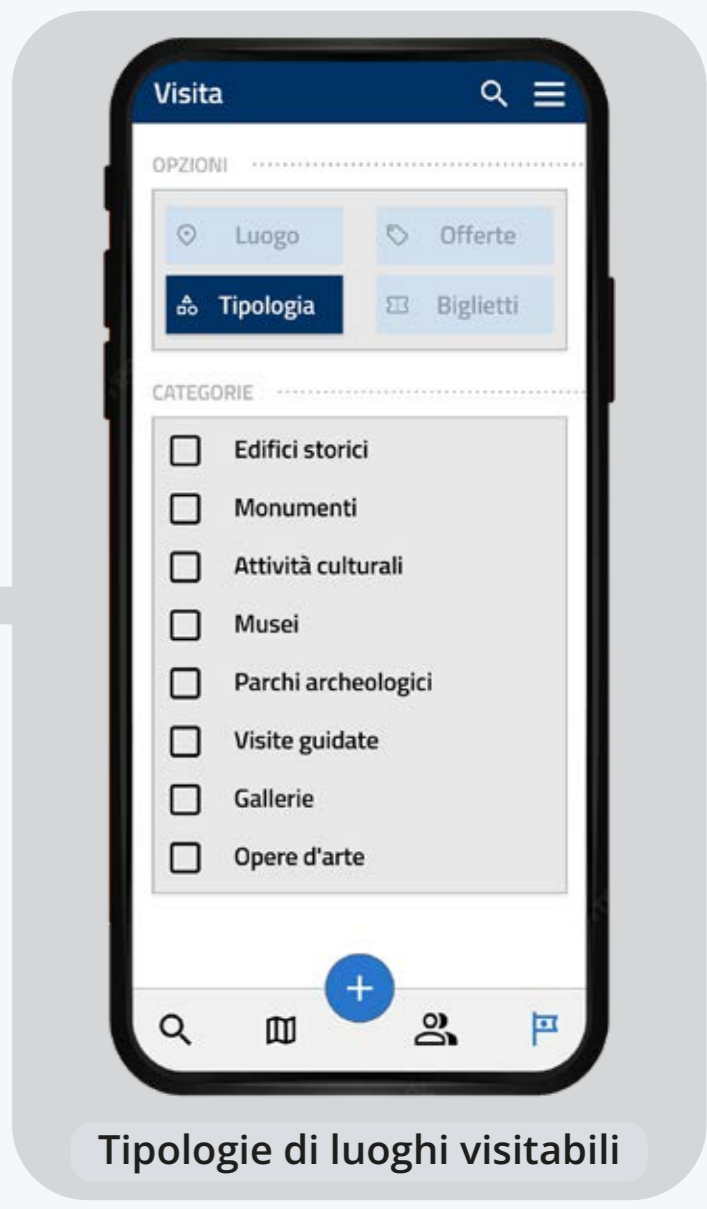 Visita
OPZIONI
Luogo
Offerte
Tipologia
Biglietti
CATEGORIE
Edifici storici
Monumenti
Attività culturali
Musei
Parchi archeologici
Visite guidate
Gallerie
Opere d'arte
Tipologie di luoghi visitabili